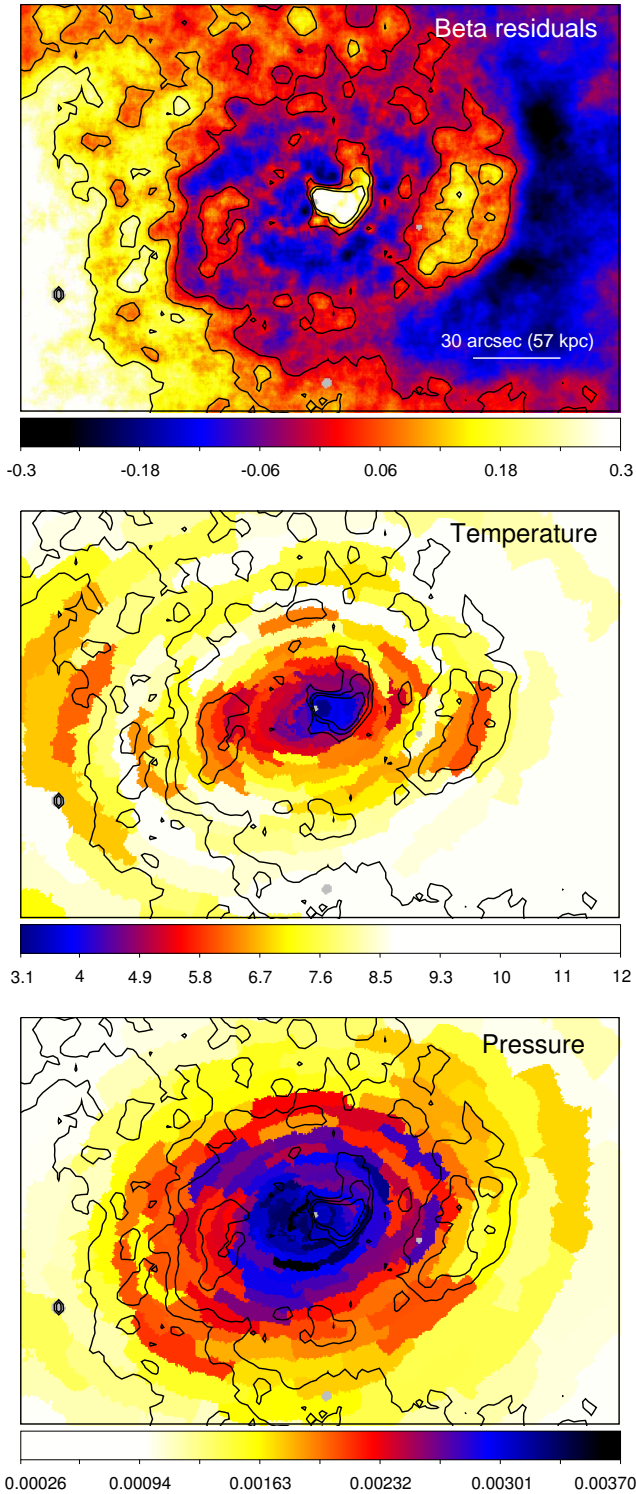 Beta residuals
30 arcsec (57 kpc)
-0.3 -0.18 -0.06 0.06 0.18 0.3
Temperature
3.1 4 4.9 5.8 6.7 7.6 8.5 9.3 10 11 12
Pressure
0.00026 0.00094 0.00163 0.00232 0.00301 0.00370